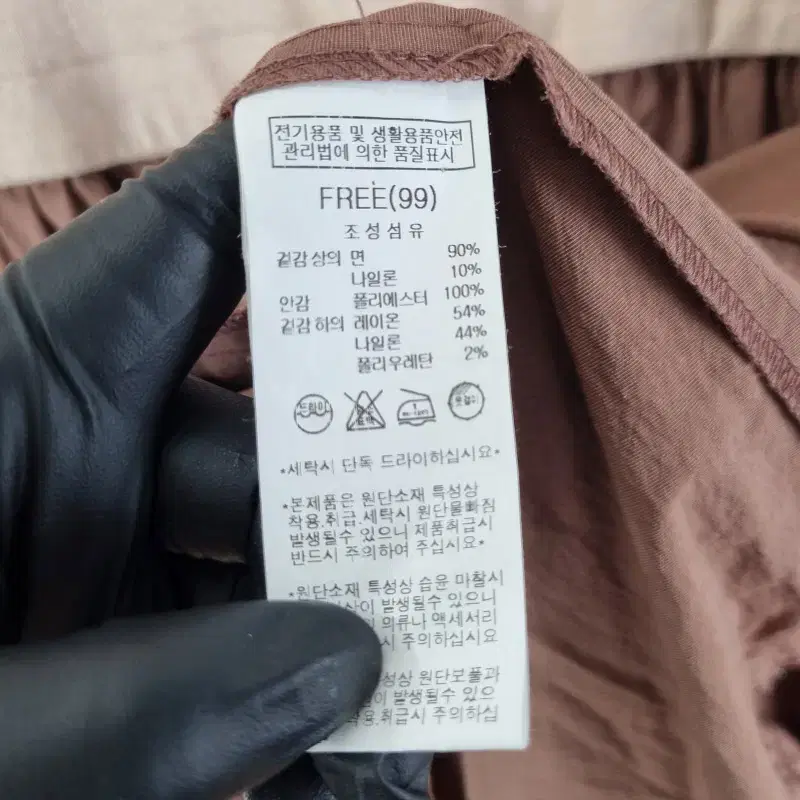 전기용품 및 생활용품안전
관리법에 의한 품질표시
FREE(99)
조성섬유
겉감상의 면 90%
나일론 10%
안감 폴리에스터 100%
겉감하의 레이온 54%
나일론 44%
폴리우레탄 2%
드라이
*세탁시 단독 드라이하십시요*
*본제품은 원단소재 특성상
착용.취급.세탁시 원단물빠짐
발생될수 있으니 제품취급시
반드시 주의하여 주십시요*
*원단소재 특성상 습윤 마찰시
발생될수 있으니
의류나 액세서리
주의하십시요
원단보풀과
발생될수 있으
취급시 주의하십